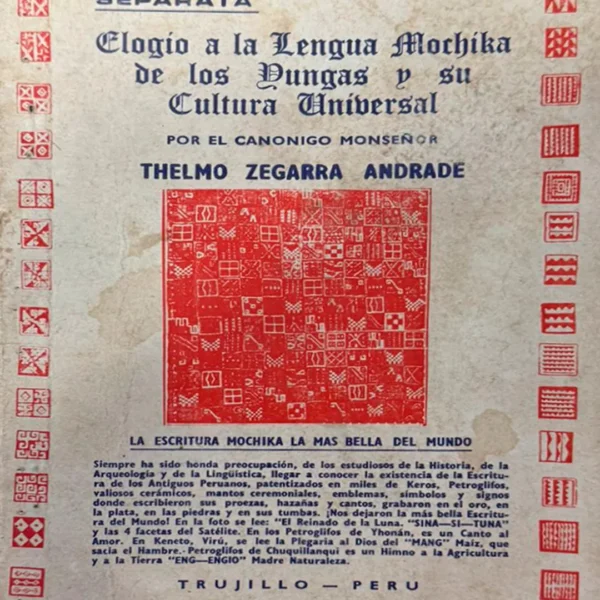 SEPARATA
Elogio a la Lengua Mochika
de los Yungas y su
Cultura Universal
POR EL CANONIGO MONSEÑOR
THELMO ZEGARRA ANDRADE
LA ESCRITURA MOCHIKA LA MAS BELLA DEL MUNDO
Siempre ha sido honda preocupación, de los estudiosos de la Historia, de la
Arqueología y de la Lingüística, llegar a conocer la existencia de la Escritu-
ra de los Antiguos Peruanos, patentizados en miles de Keros, Petroglifos,
valiosos cerámicos, mantos ceremoniales, emblemas, símbolos y signos
donde escribieron sus proezas, hazañas y cantos, grabaron en el oro, en
la plata, en las piedras y en sus tumbas. ¡Nos dejaron la más bella Escritu-
ra del Mundo! En la foto se lee: "El Reinado de la Luna. "SINA—SI—TUNA"
y las 4 facetas del Satélite. En los Petroglifos de Yhonán, es un Canto al
Amor. En Keneto, Virú, se lee la Plegaria al Dios del "MANG" Maíz, que
sacia el Hambre.- Petroglifos de Chuquillanqui es un Himno a la Agricultura
y a la Tierra "ENG—ENGIO" Madre Naturaleza.
TRUJILLO — PERU